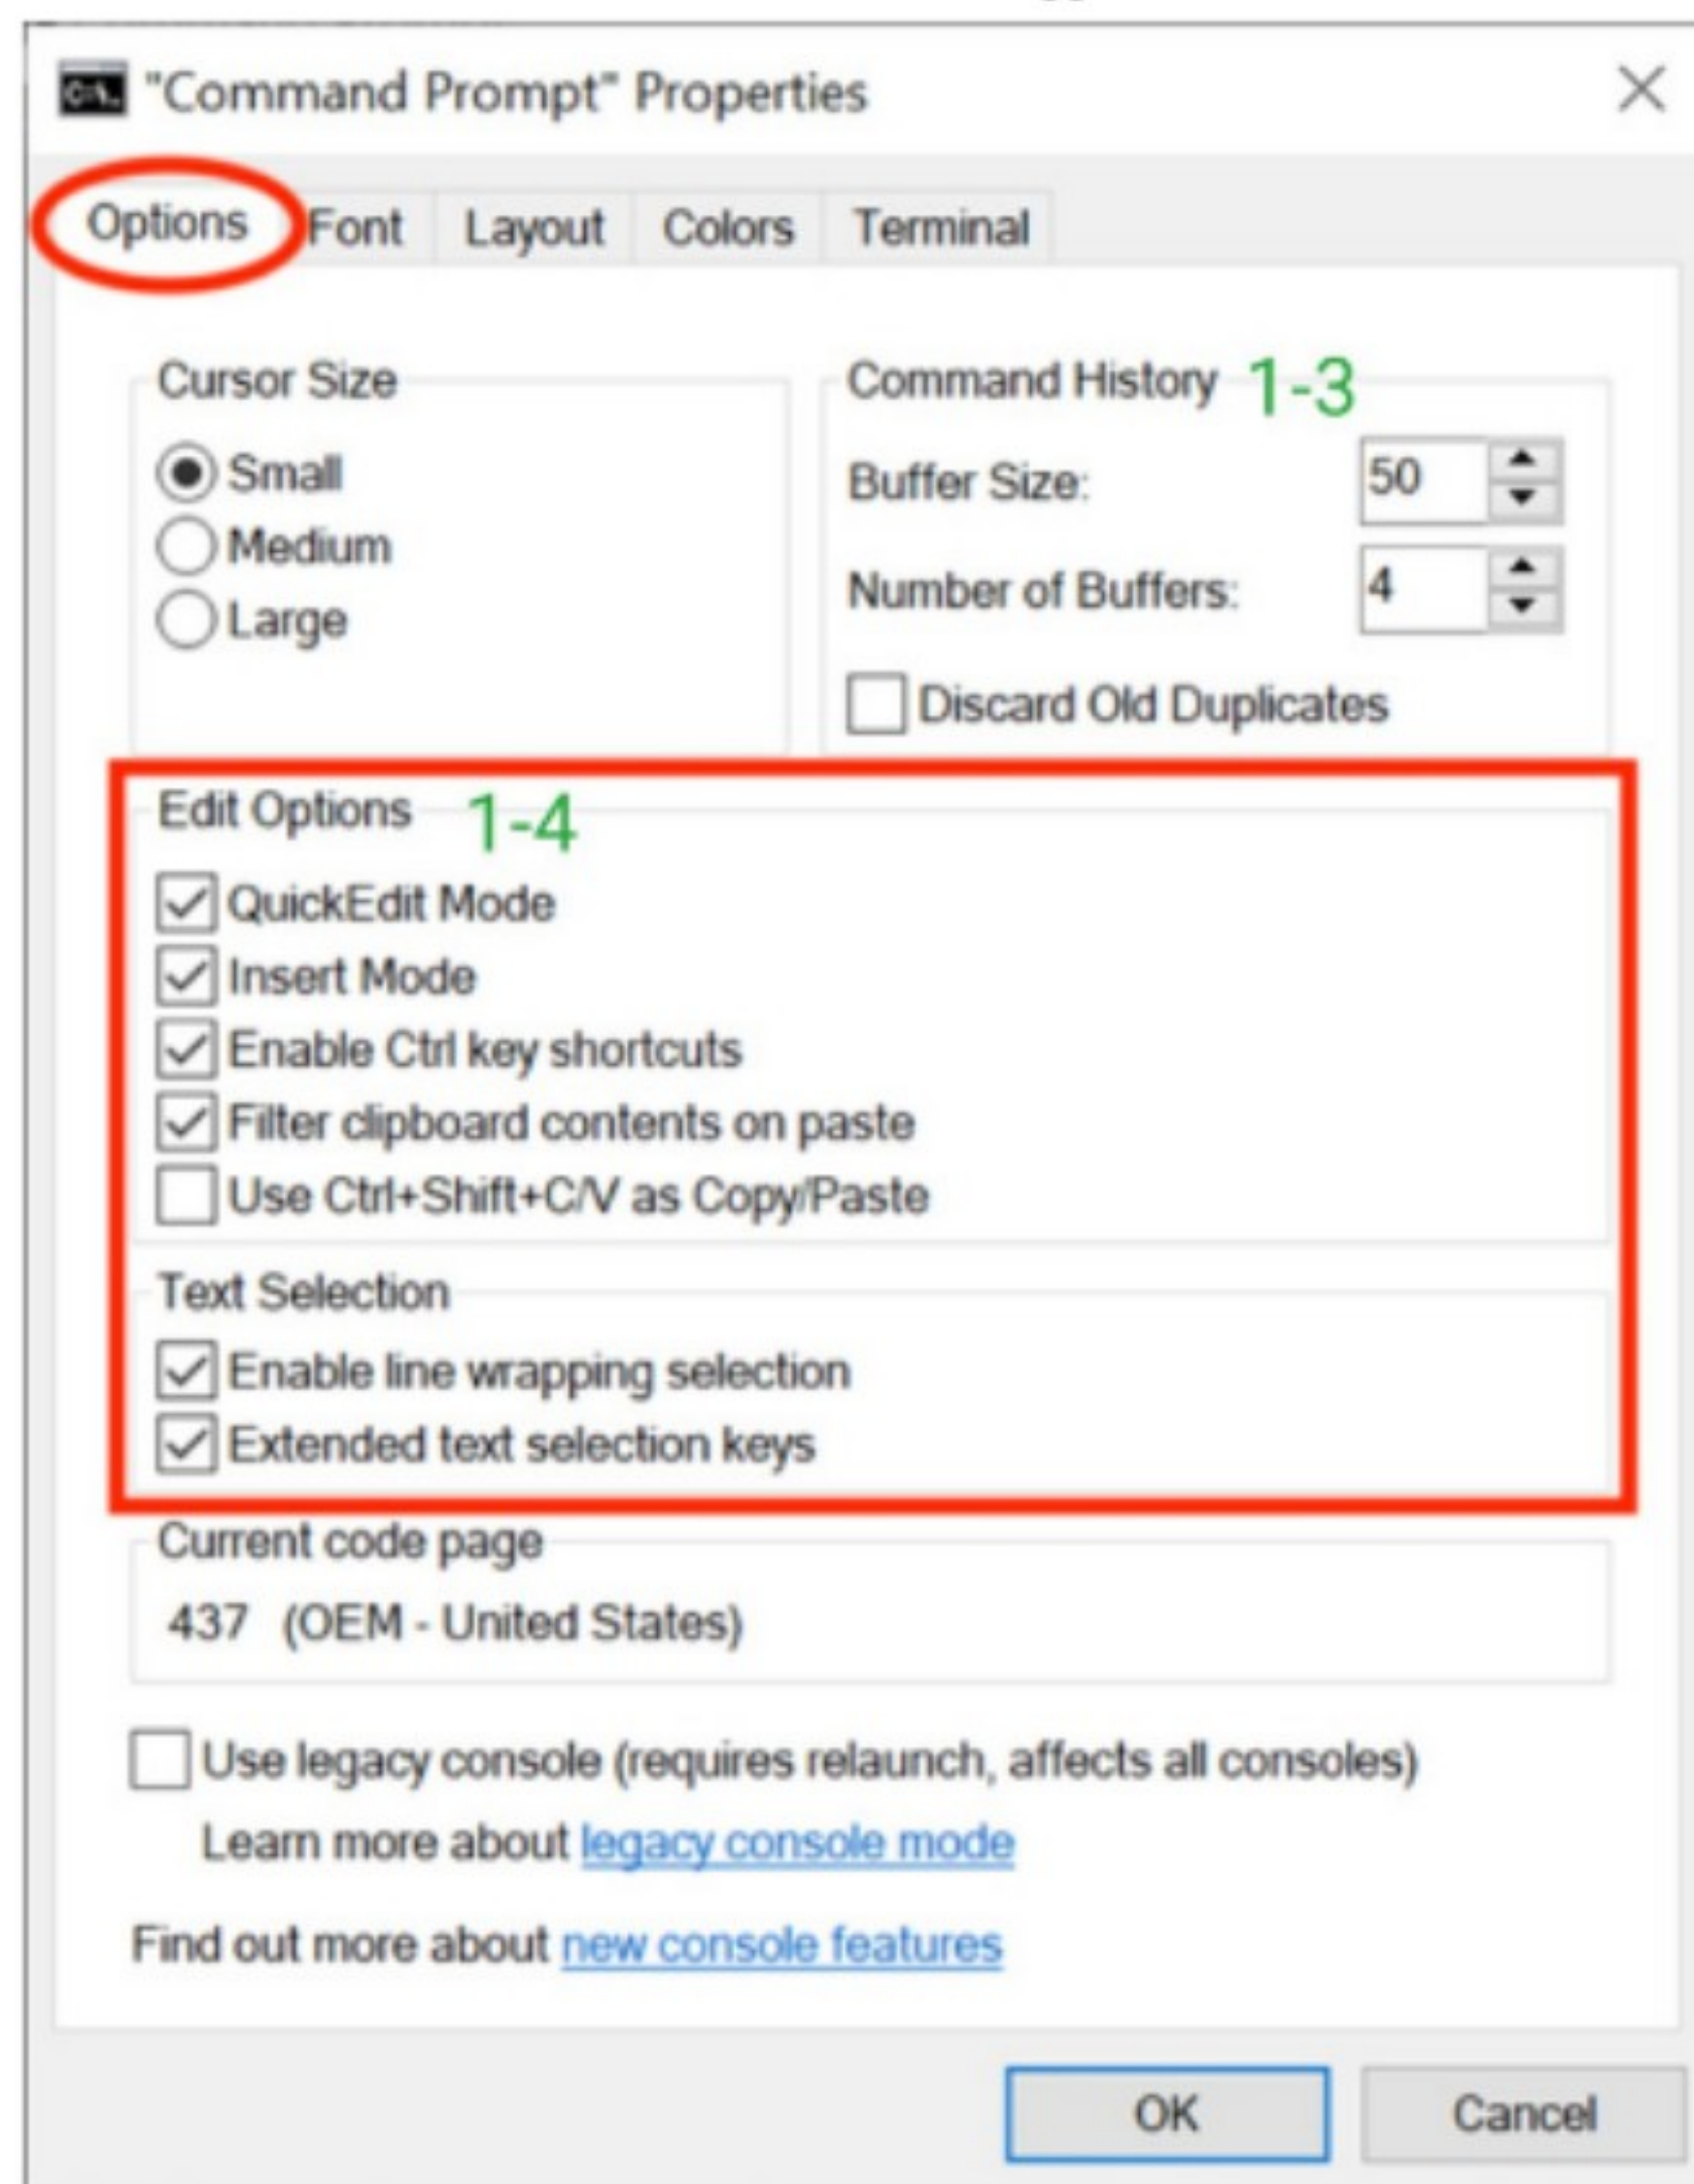 "Command Prompt" Properties
Options Font Layout Colors Terminal
Cursor Size
Small
Medium
Large
Command History 1-3
Buffer Size: 50
Number of Buffers: 4
Discard Old Duplicates
Edit Options 1-4
QuickEdit Mode
Insert Mode
Enable Ctrl key shortcuts
Filter clipboard contents on paste
Use Ctrl+Shift+C/V as Copy/Paste
Text Selection
Enable line wrapping selection
Extended text selection keys
Current code page
437 (OEM - United States)
Use legacy console (requires relaunch, affects all consoles)
Learn more about legacy console mode
Find out more about new console features
OK Cancel